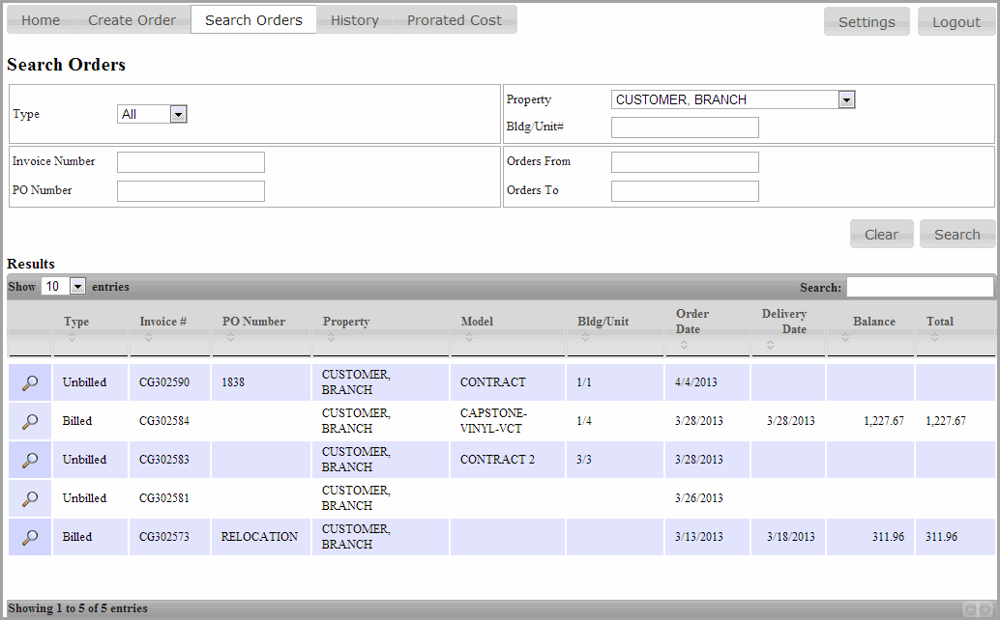 Home Create Order Search Orders History Prorated Cost Settings Logout
Search Orders
Type All
Property CUSTOMER, BRANCH
Bldg/Unit#
Invoice Number
PO Number
Orders From
Orders To
Clear Search
Results
Show 10 entries Search:
Type Invoice # PO Number Property Model Bldg/Unit Order Date Delivery Date Balance Total
Unbilled CG302590 1838 CUSTOMER, BRANCH CONTRACT 1/1 4/4/2013
Billed CG302584 CUSTOMER, BRANCH CAPSTONE-VINYL-VCT 1/4 3/28/2013 3/28/2013 1,227.67 1,227.67
Unbilled CG302583 CUSTOMER, BRANCH CONTRACT 2 3/3 3/28/2013
Unbilled CG302581 CUSTOMER, BRANCH 3/26/2013
Billed CG302573 RELOCATION CUSTOMER, BRANCH 3/13/2013 3/18/2013 311.96 311.96
Showing 1 to 5 of 5 entries